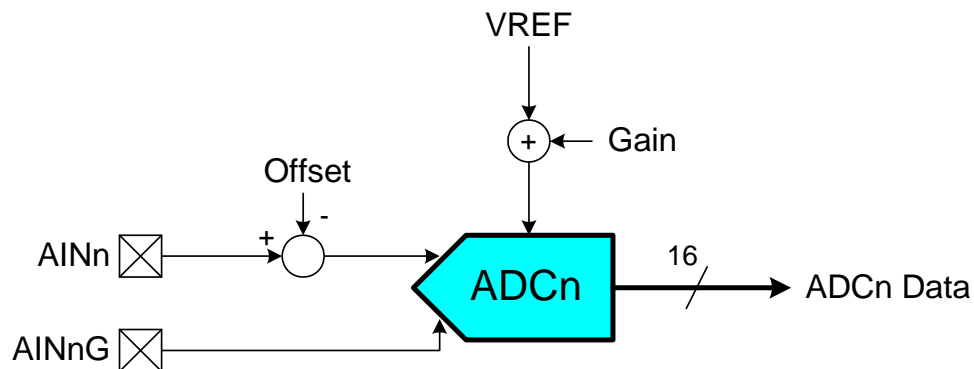 VREF
+
Gain
Offset
-
+
AINn
ADCn
16
ADCn Data
AINnG